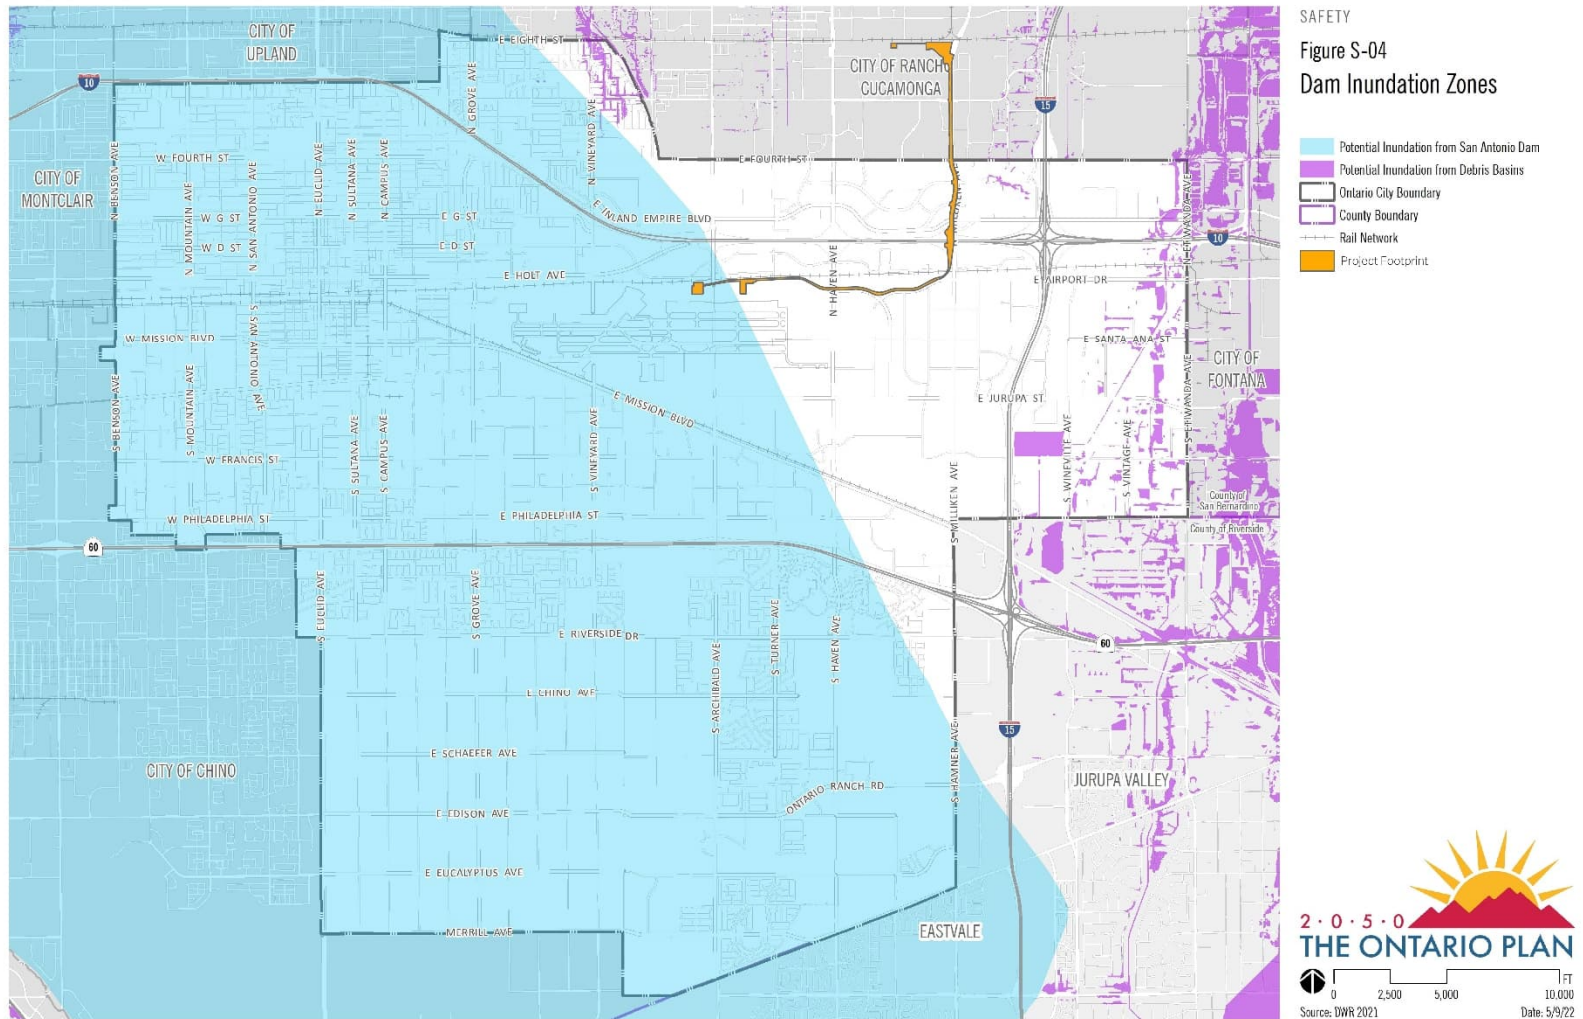 SAFETY
Figure S-04
Dam Inundation Zones
Potential Inundation from San Antonio Dam
Potential Inundation from Debris Basins
Ontario City Boundary
County Boundary
Rail Network
Project Footprint
CITY OF
UPLAND
E EIGHTH ST
CITY OF RANCHO
CUCAMONGA
10
15
N GROVE AVE
N VINEYARD AVE
E FOURTH ST
W FOURTH ST
CITY OF
MONTCLAIR
N BENSON AVE
N MOUNTAIN AVE
N SAN ANTONIO AVE
N EUCLID AVE
N SULTANA AVE
N CAMPUS AVE
W G ST
E G ST
W D ST
E D ST
E INLAND EMPIRE BLVD
N ETIWANDA AVE
10
E HOLT AVE
N HAVEN AVE
E AIRPORT DR
W MISSION BLVD
S SAN ANTONIO AVE
E SANTA ANA ST
CITY OF
FONTANA
S BENSON AVE
S MOUNTAIN AVE
E MISSION BLVD
E JURUPA ST
S ETIWANDA AVE
S SULTANA AVE
S CAMPUS AVE
S VINEYARD AVE
S WINEVILLE AVE
S VINTAGE AVE
W FRANCIS ST
S MILLIKEN AVE
County of
San Bernardino
County of Riverside
W PHILADELPHIA ST
E PHILADELPHIA ST
60
S EUCLID AVE
S GROVE AVE
E RIVERSIDE DR
S ARCHIBALD AVE
S TURNER AVE
S HAVEN AVE
60
E CHINO AVE
15
S HAMNER AVE
E SCHAEFER AVE
CITY OF CHINO
JURUPA VALLEY
ONTARIO RANCH RD
E EDISON AVE
E EUCALYPTUS AVE
MERRILL AVE
EASTVALE
2·0·5·0
THE ONTARIO PLAN
FT
0 2,500 5,000 10,000
Source: DWR 2021 Date: 5/9/22